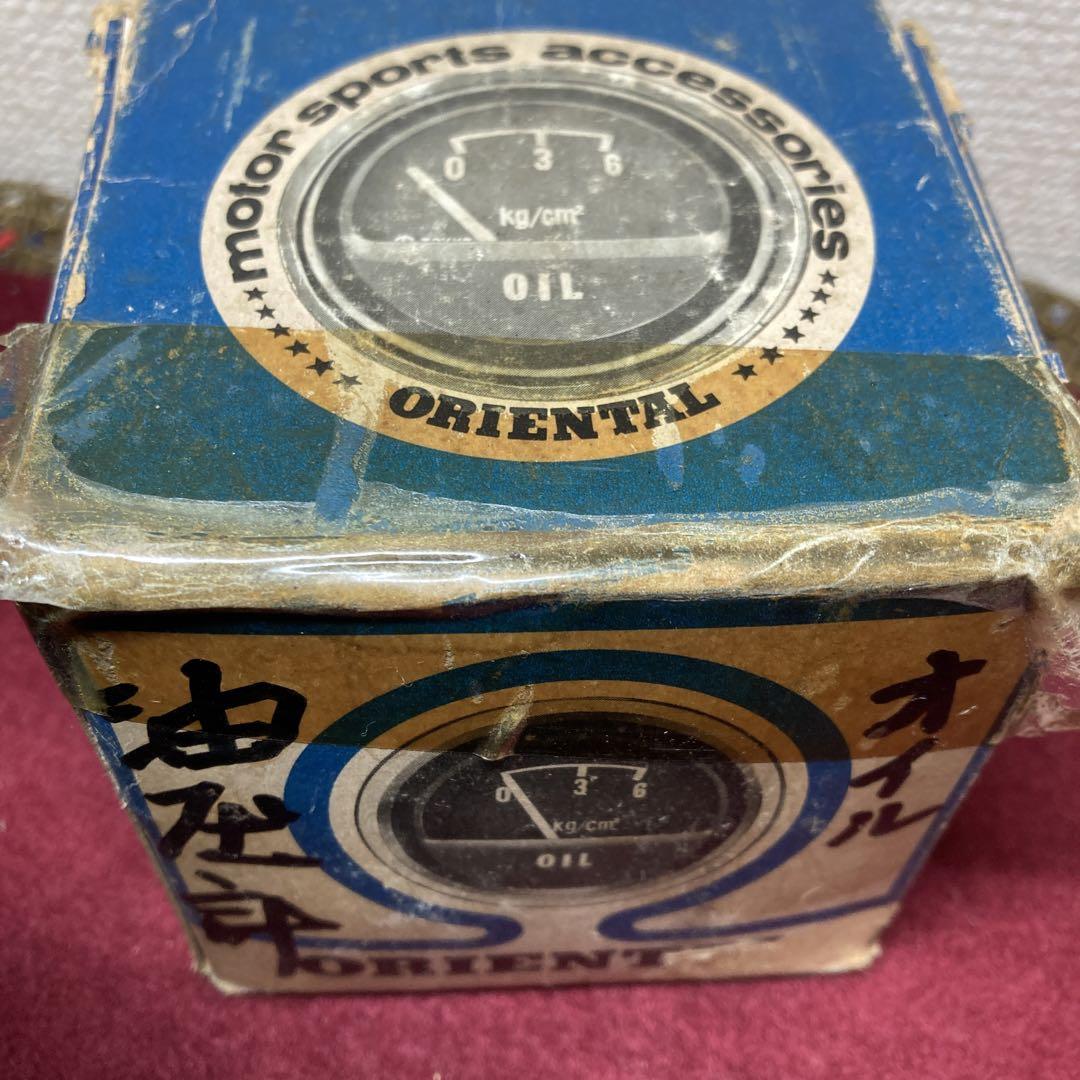 motor sports accessories
0 3 6
kg/cm²
OIL
ORIENTAL
オイル
油圧
0 3 6
kg/cm²
OIL
ORIENT